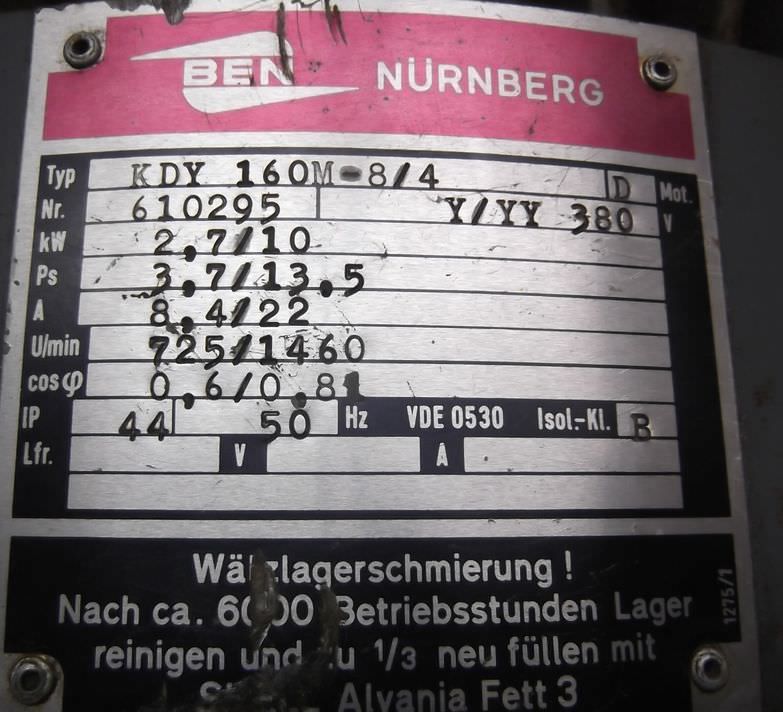 BEN NÜRNBERG
Typ KDY 160M-8/4 D Mot.
Nr. 610295 Y/YY 380 V
kW 2,7/10
Ps 3,7/13,5
A 8,4/22
U/min 725/1460
cosφ 0,6/0,81
IP 44 50 Hz VDE 0530 Isol.-Kl. B
Lfr. V A
Wälzlagerschmierung !
Nach ca. 6000 Betriebsstunden Lager
reinigen und zu 1/3 neu füllen mit
Alvania Fett 3
1275/1